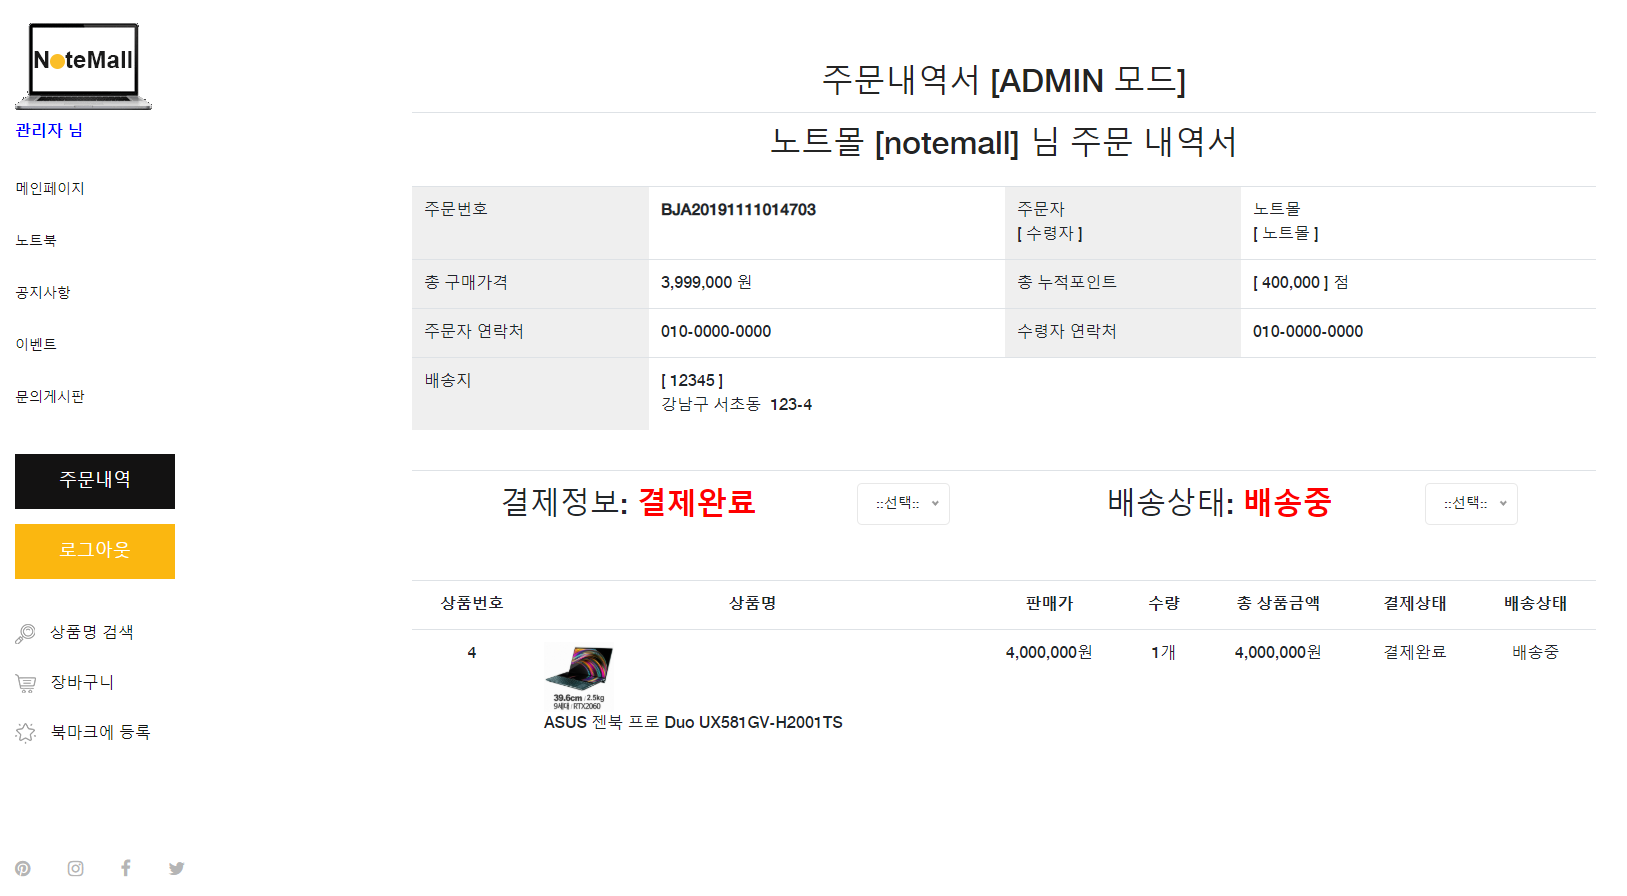 NoteMall
관리자 님
메인페이지
노트북
공지사항
이벤트
문의게시판
주문내역
로그아웃
상품명 검색
장바구니
북마크에 등록
주문내역서 [ADMIN 모드]
노트몰 [notemall] 님 주문 내역서
주문번호 BJA20191111014703 주문자 노트몰
[ 수령자 ] [ 노트몰 ]
총 구매가격 3,999,000 원 총 누적포인트 [ 400,000 ] 점
주문자 연락처 010-0000-0000 수령자 연락처 010-0000-0000
배송지 [ 12345 ]
강남구 서초동 123-4
결제정보: 결제완료 ::선택:: 배송상태: 배송중 ::선택::
상품번호 상품명 판매가 수량 총 상품금액 결제상태 배송상태
4 4,000,000원 1개 4,000,000원 결제완료 배송중
39.6cm / 2.5kg
9세대 / RTX2060
ASUS 젠북 프로 Duo UX581GV-H2001TS